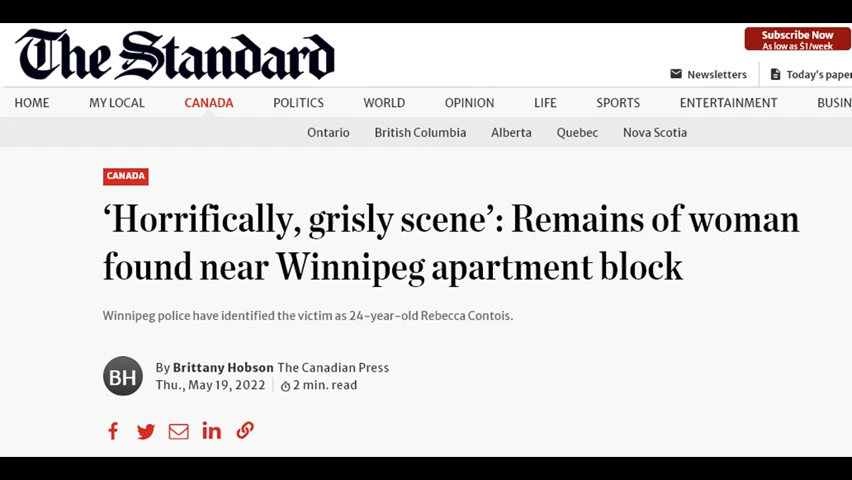 The Standard
Subscribe Now
As low as $1/week
Newsletters
Today's paper
HOME MY LOCAL CANADA POLITICS WORLD OPINION LIFE SPORTS ENTERTAINMENT BUSIN
Ontario British Columbia Alberta Quebec Nova Scotia
CANADA
‘Horrifically, grisly scene’: Remains of woman
found near Winnipeg apartment block
Winnipeg police have identified the victim as 24-year-old Rebecca Contois.
BH
By Brittany Hobson The Canadian Press
Thu., May 19, 2022 2 min. read